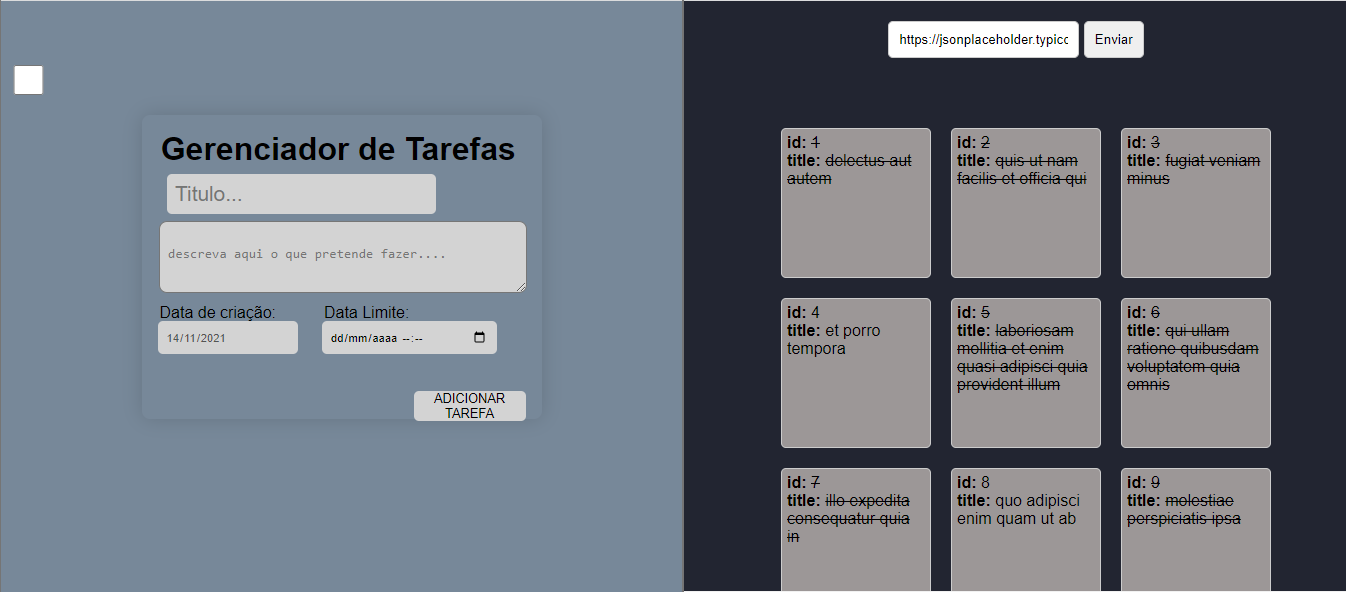 Gerenciador de Tarefas
Titulo...
descreva aqui o que pretende fazer....
Data de criação:
Data Limite:
14/11/2021
dd/mm/aaaa --:--
ADICIONAR
TAREFA
https://jsonplaceholder.typicc
Enviar
id: 1
title: delectus aut
autem
id: 2
title: quis ut nam
facilis et officia qui
id: 3
title: fugiat veniam
minus
id: 4
title: et porro
tempora
id: 5
title: laboriosam
mollitia et enim
quasi adipisci quia
provident illum
id: 6
title: qui ullam
ratione quibusdam
voluptatem quia
omnis
id: 7
title: illo expedita
consequatur quia
in
id: 8
title: quo adipisci
enim quam ut ab
id: 9
title: molestiae
perspiciatis ipsa